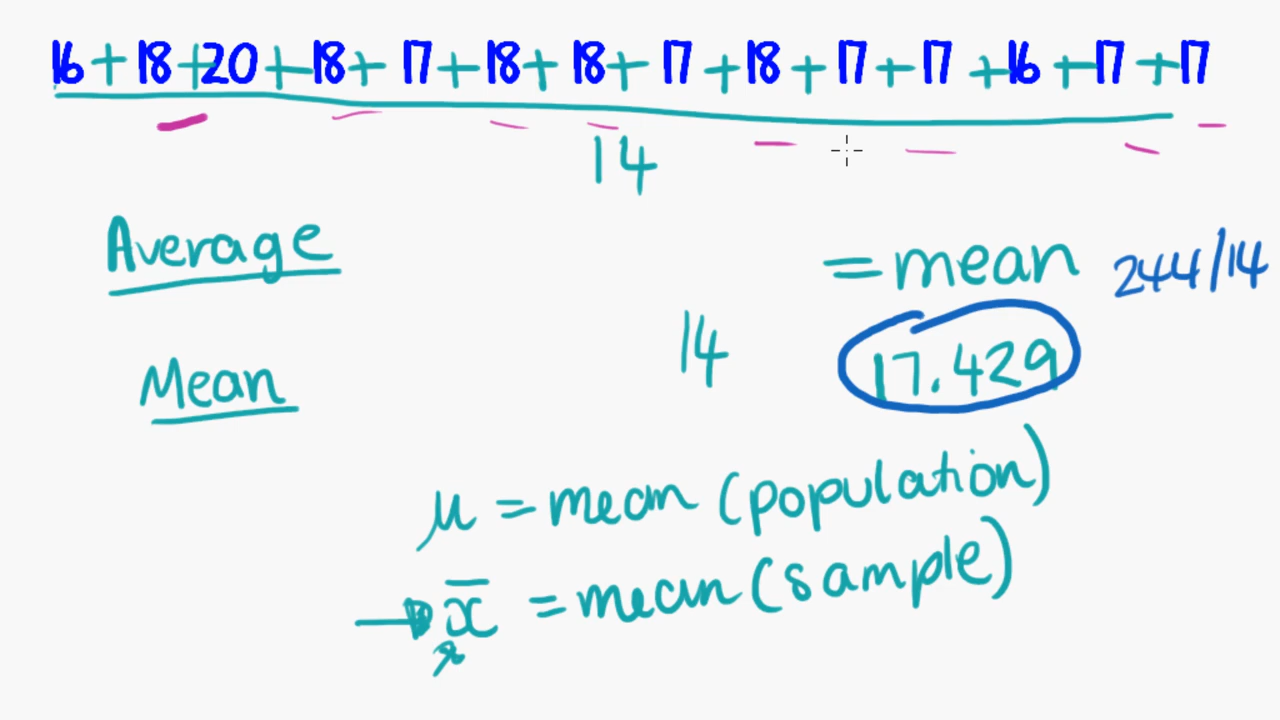 16 + 18 + 20 + 18 + 17 + 18 + 18 + 17 + 18 + 17 + 17 + 16 + 17 + 17
14
Average
= mean 244/14
14 17.429
Mean
μ = mean (population)
x̄ = mean (sample)